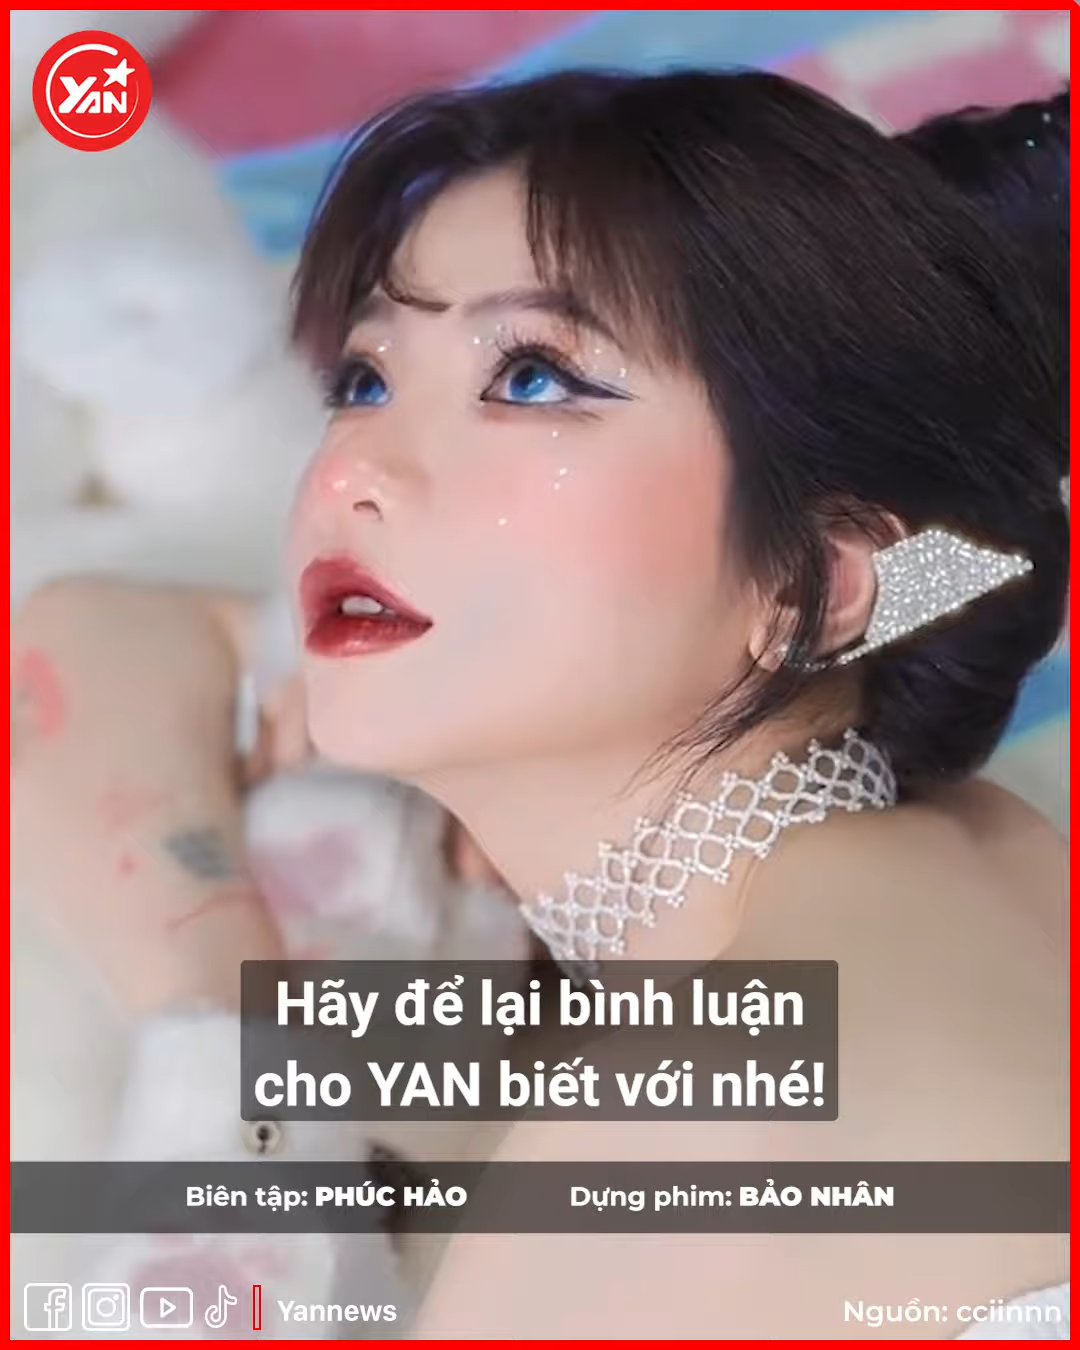 YAN
Hãy để lại bình luận
cho YAN biết với nhé!
Biên tập: PHÚC HẢO
Dựng phim: BẢO NHÂN
Yannews
Nguồn: cciinnn